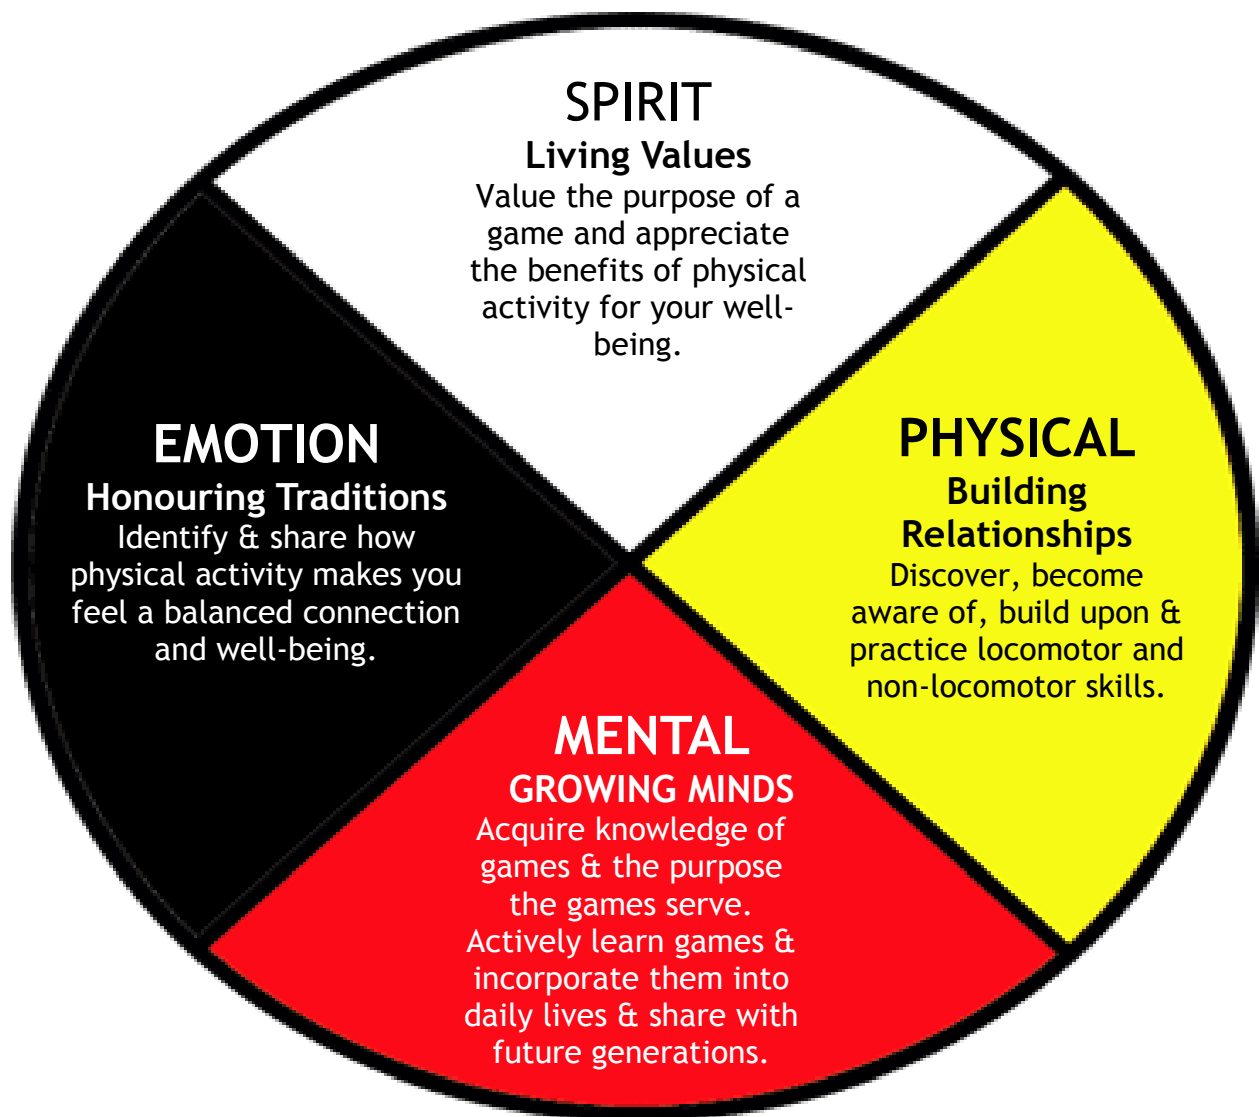 SPIRIT
Living Values
Value the purpose of a
game and appreciate
the benefits of physical
activity for your well-
being.
EMOTION
Honouring Traditions
Identify & share how
physical activity makes you
feel a balanced connection
and well-being.
PHYSICAL
Building
Relationships
Discover, become
aware of, build upon &
practice locomotor and
non-locomotor skills.
MENTAL
GROWING MINDS
Acquire knowledge of
games & the purpose
the games serve.
Actively learn games &
incorporate them into
daily lives & share with
future generations.